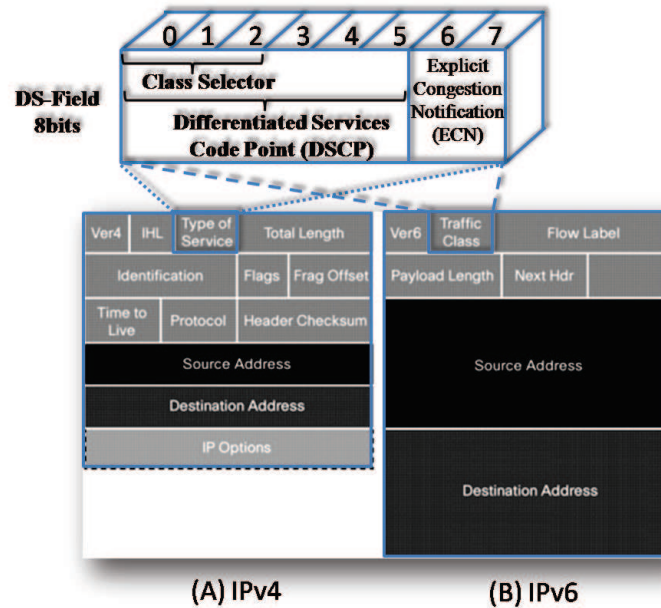 0 1 2 3 4 5 6 7
DS-Field
8bits
Class Selector
Differentiated Services
Code Point (DSCP)
Explicit
Congestion
Notification
(ECN)
Ver4 IHL Type of Service Total Length
Identification Flags Frag Offset
Time to Live Protocol Header Checksum
Source Address
Destination Address
IP Options
(A) IPv4
Ver6 Traffic Class Flow Label
Payload Length Next Hdr
Source Address
Destination Address
(B) IPv6